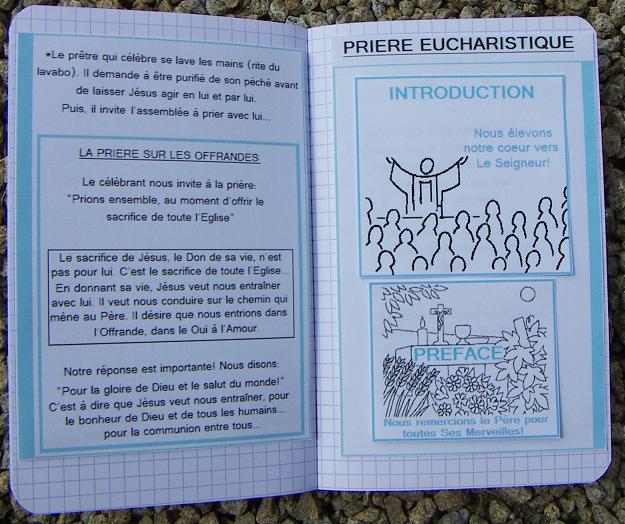 *Le prêtre qui célèbre se lave les mains (rite du
lavabo). Il demande à être purifié de son péché avant
de laisser Jésus agir en lui et par lui.
Puis, il invite l'assemblée à prier avec lui...
LA PRIERE SUR LES OFFRANDES
Le célébrant nous invite à la prière:
"Prions ensemble, au moment d'offrir le
sacrifice de toute l'Eglise"
Le sacrifice de Jésus, le Don de sa vie, n'est
pas pour lui. C'est le sacrifice de toute l'Eglise...
En donnant sa vie, Jésus veut nous entraîner
avec lui. Il veut nous conduire sur le chemin qui
mène au Père. Il désire que nous entrions dans
l'Offrande, dans le Oui à l'Amour.
Notre réponse est importante! Nous disons:
"Pour la gloire de Dieu et le salut du monde!"
C'est à dire que Jésus veut nous entraîner, pour
le bonheur de Dieu et de tous les humains...
pour la communion entre tous...
PRIERE EUCHARISTIQUE
INTRODUCTION
Nous élevons
notre coeur vers
Le Seigneur!
PREFACE
Nous remercions le Père pour
toutes Ses Merveilles!